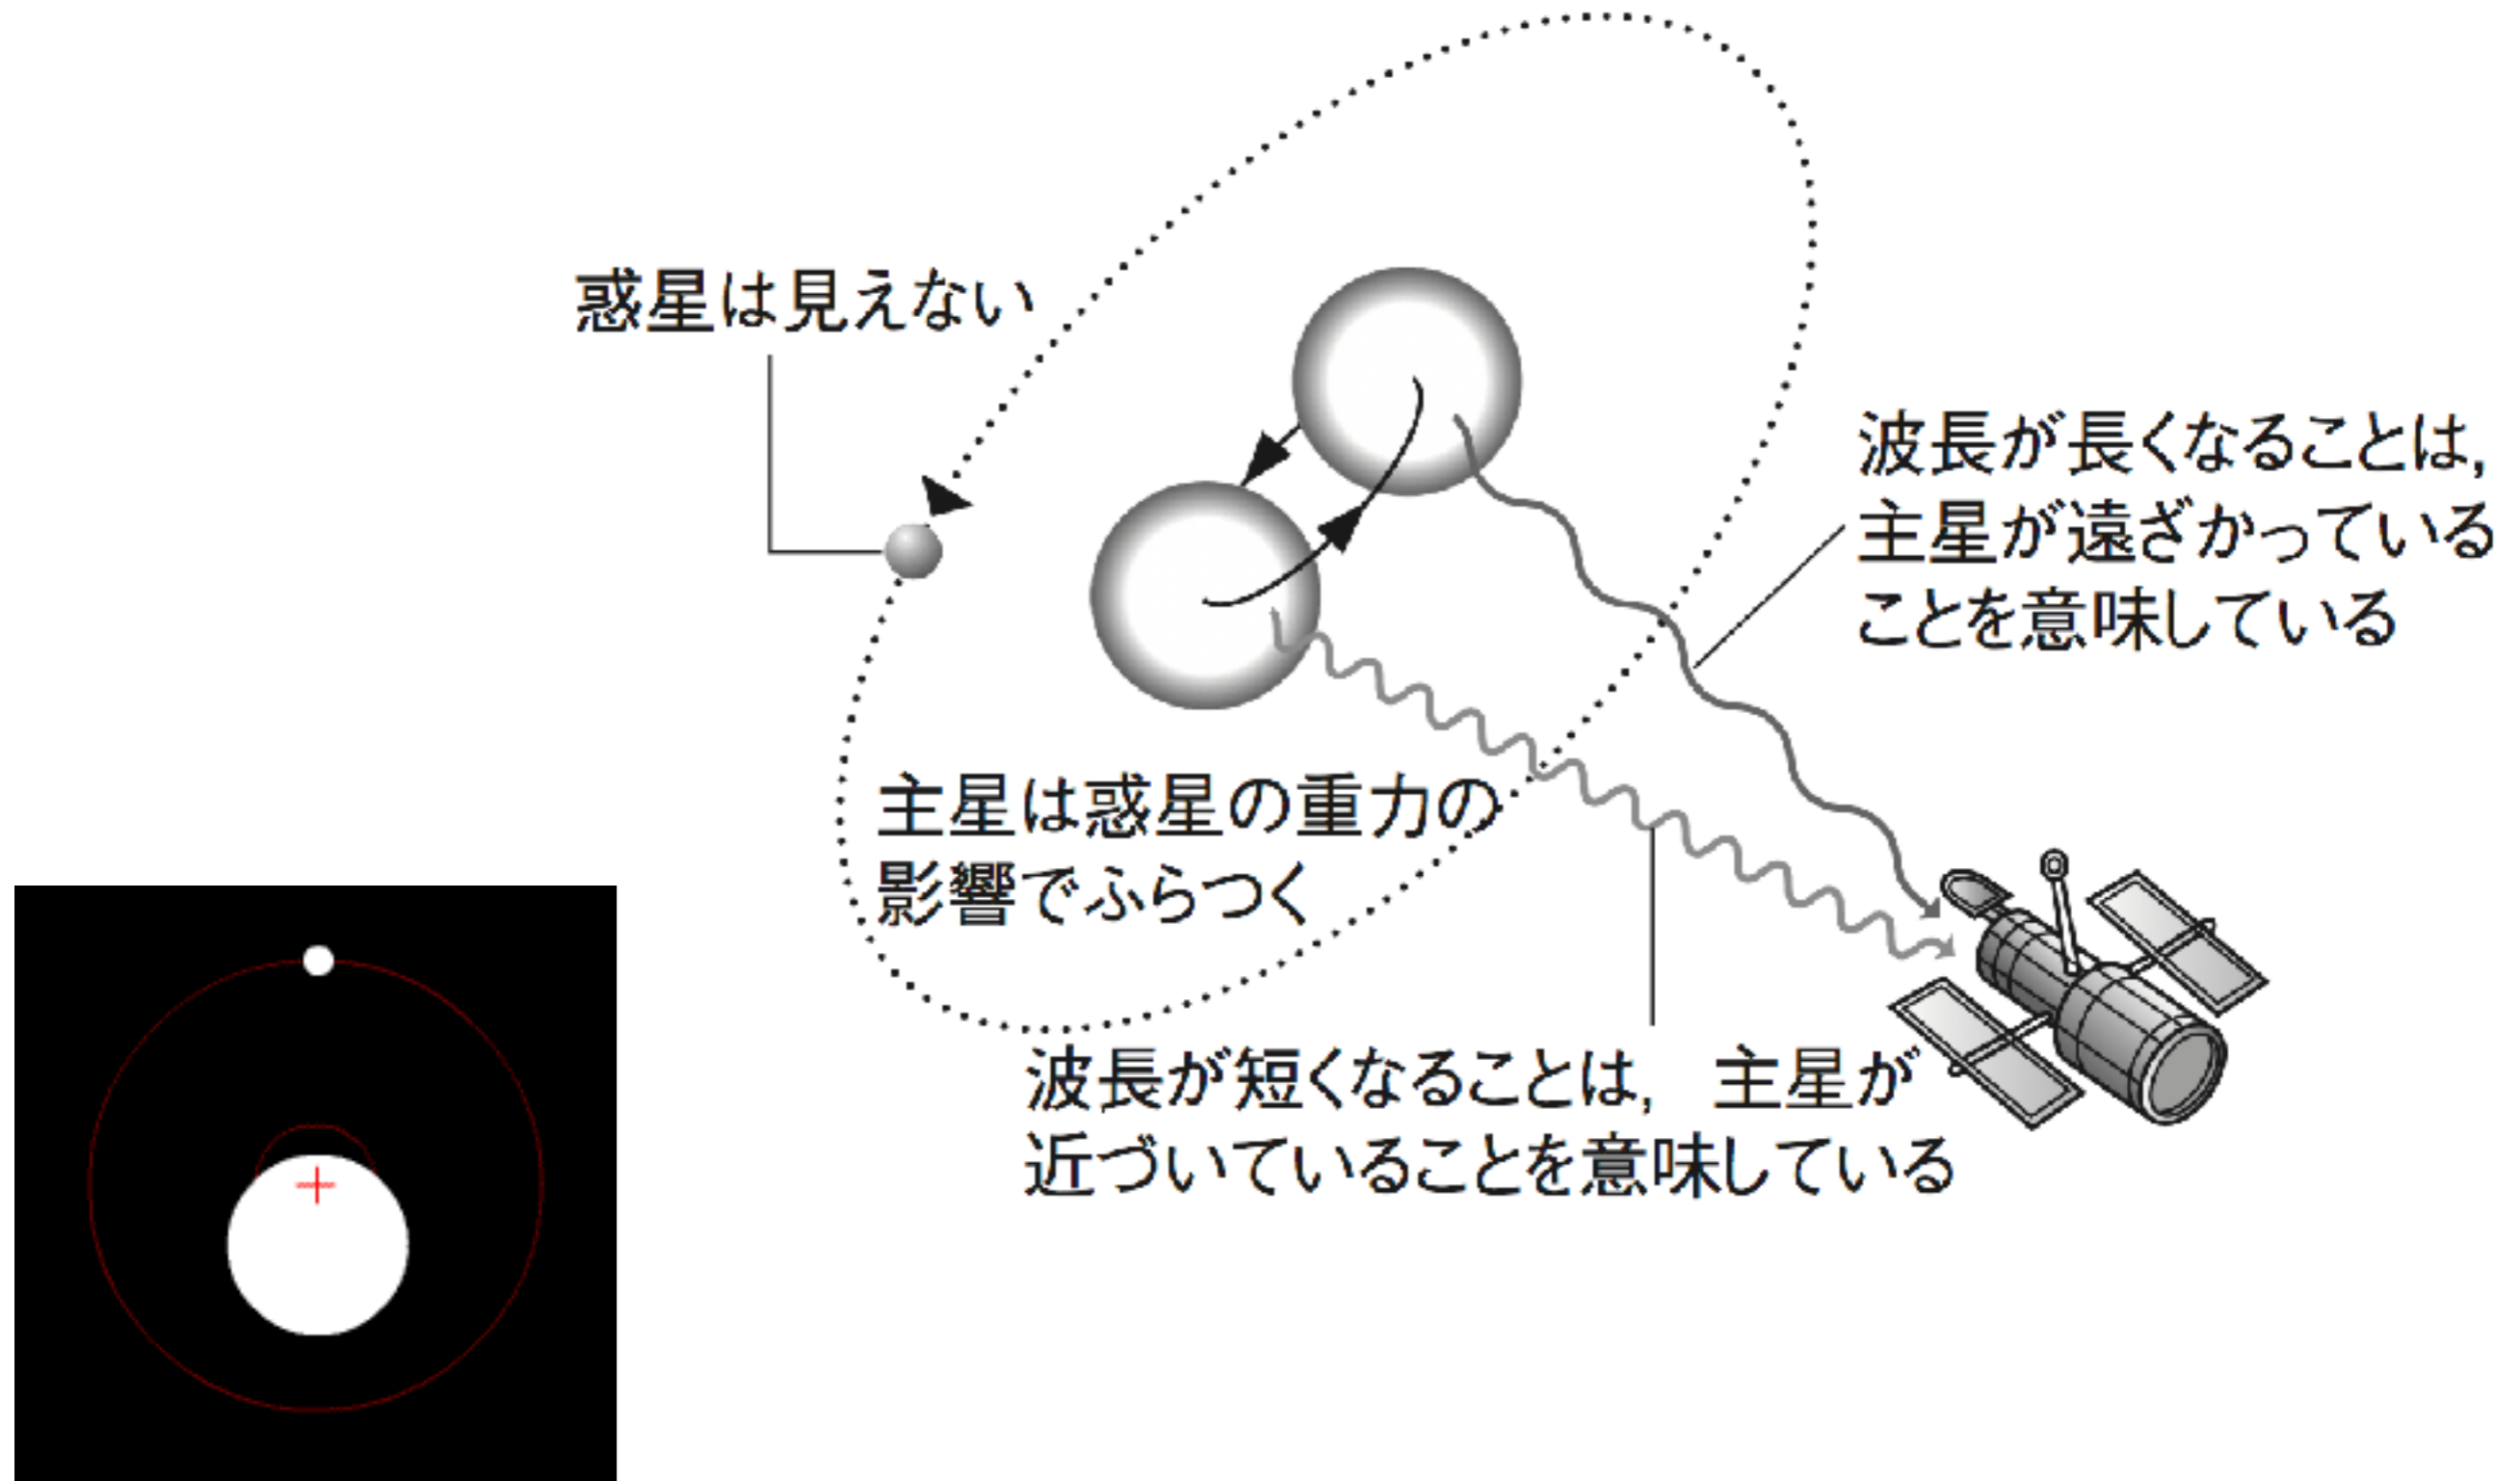 惑星は見えない
波長が長くなることは,
主星が遠ざかっている
ことを意味している
主星は惑星の重力の
影響でふらつく
波長が短くなることは, 主星が
近づいていることを意味している